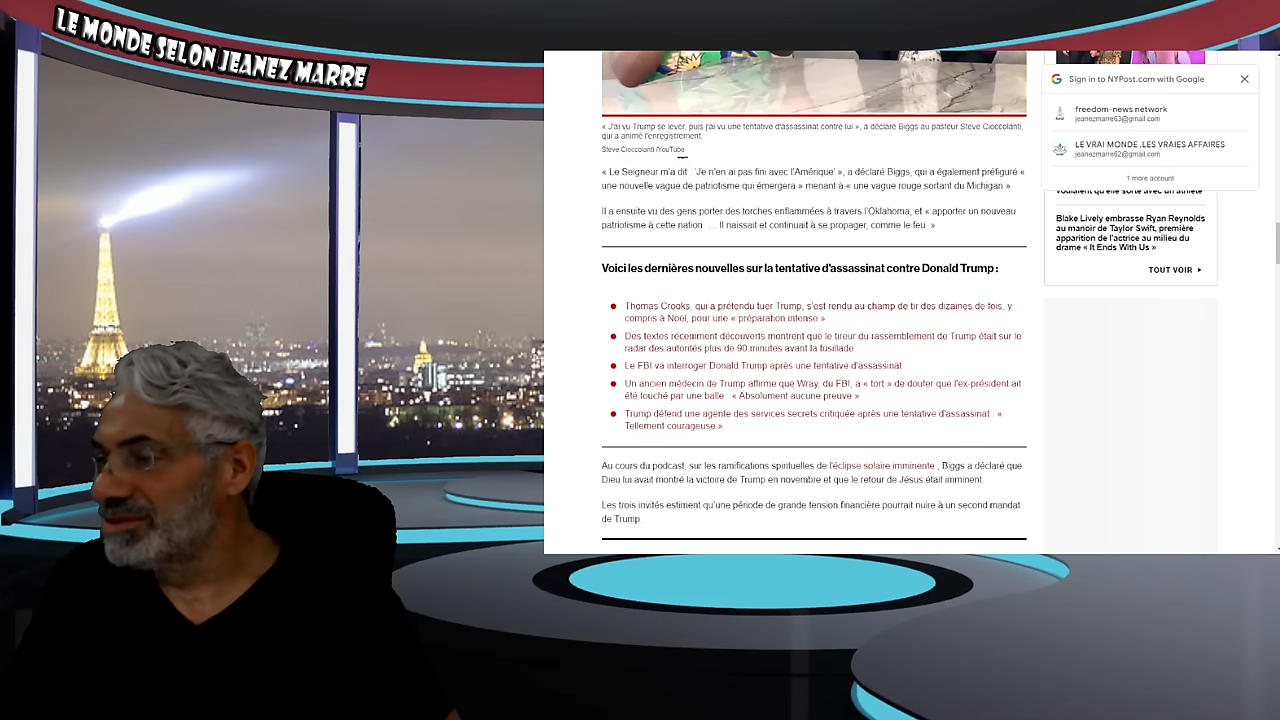 LE MONDE SELON JEANEZ MARRE
« J'ai vu Trump se lever, puis j'ai vu une tentative d'assassinat contre lui », a déclaré Biggs au pasteur Steve Cioccolanti,
qui a animé l'enregistrement.
Steve Cioccolanti /YouTube
« Le Seigneur m'a dit : 'Je n'en ai pas fini avec l'Amérique' », a déclaré Biggs, qui a également préfiguré «
une nouvelle vague de patriotisme qui émergera » menant à « une vague rouge sortant du Michigan »
Il a ensuite vu des gens porter des torches enflammées à travers l'Oklahoma, et « apporter un nouveau
patriotisme à cette nation. … Il naissait et continuait à se propager, comme le feu. »
Voici les dernières nouvelles sur la tentative d'assassinat contre Donald Trump :
Thomas Crooks, qui a prétendu tuer Trump, s'est rendu au champ de tir des dizaines de fois, y
compris à Noël, pour une « préparation intense »
Des textes récemment découverts montrent que le tireur du rassemblement de Trump était sur le
radar des autorités plus de 90 minutes avant la fusillade
Le FBI va interroger Donald Trump après une tentative d'assassinat
Un ancien médecin de Trump affirme que Wray, du FBI, a « tort » de douter que l'ex-président ait
été touché par une balle : « Absolument aucune preuve »
Trump défend une agente des services secrets critiquée après une tentative d'assassinat : «
Tellement courageuse »
Au cours du podcast, sur les ramifications spirituelles de l'éclipse solaire imminente , Biggs a déclaré que
Dieu lui avait montré la victoire de Trump en novembre et que le retour de Jésus était imminent.
Les trois invités estiment qu'une période de grande tension financière pourrait nuire à un second mandat
de Trump.
Sign in to NYPost.com with Google
freedom-news network
jeanezmarre63@gmail.com
LE VRAI MONDE ,LES VRAIES AFFAIRES
jeanezmarre62@gmail.com
1 more account
voulaient qu'elle sorte avec un athlète
Blake Lively embrasse Ryan Reynolds
au manoir de Taylor Swift, première
apparition de l'actrice au milieu du
drame « It Ends With Us »
TOUT VOIR